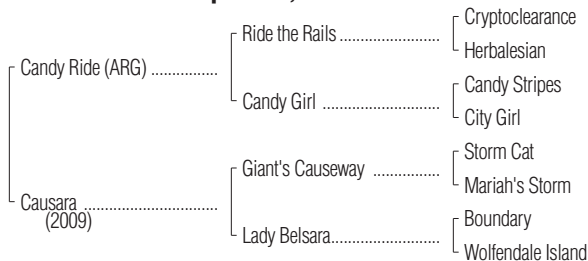 Cryptoclearance
Ride the Rails ....................
Herbalesian
Candy Ride (ARG) ...............
Candy Stripes
Candy Girl ...........................
City Girl
Storm Cat
Giant's Causeway ...............
Mariah's Storm
Causara ..............................
(2009)
Boundary
Lady Belsara........................
Wolfendale Island